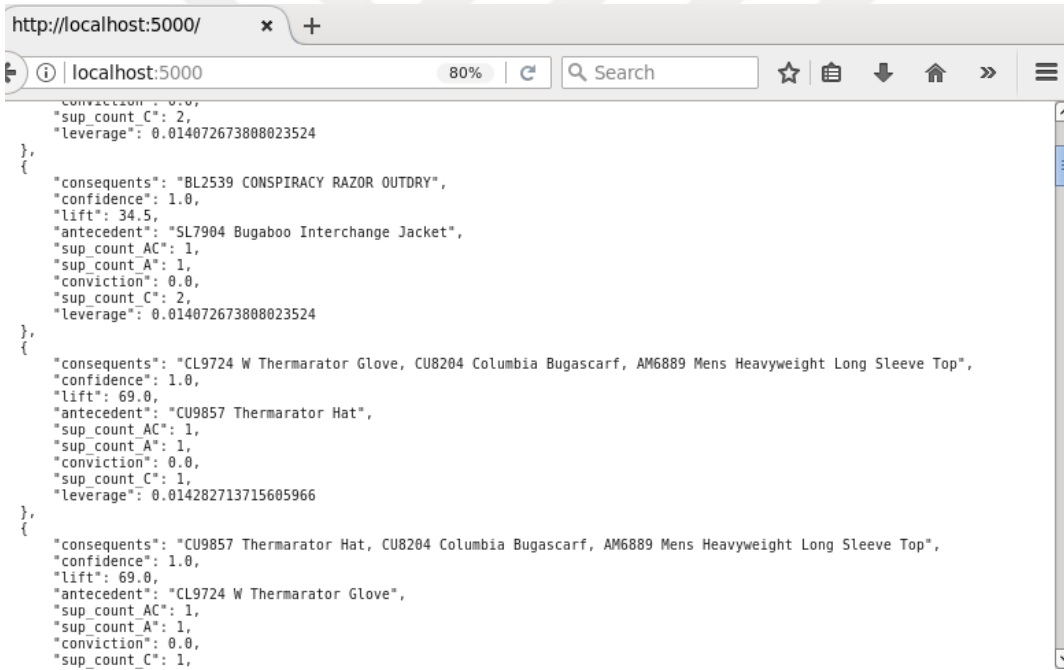 http://localhost:5000/
localhost:5000 80% Search
"conviction": 0.0,
"sup_count_C": 2,
"leverage": 0.014072673808023524
},
{
"consequents": "BL2539 CONSPIRACY RAZOR OUTDRY",
"confidence": 1.0,
"lift": 34.5,
"antecedent": "SL7904 Bugaboo Interchange Jacket",
"sup_count_AC": 1,
"sup_count_A": 1,
"conviction": 0.0,
"sup_count_C": 2,
"leverage": 0.014072673808023524
},
{
"consequents": "CL9724 W Thermarator Glove, CU8204 Columbia Bugascarf, AM6889 Mens Heavyweight Long Sleeve Top",
"confidence": 1.0,
"lift": 69.0,
"antecedent": "CU9857 Thermarator Hat",
"sup_count_AC": 1,
"sup_count_A": 1,
"conviction": 0.0,
"sup_count_C": 1,
"leverage": 0.014282713715605966
},
{
"consequents": "CU9857 Thermarator Hat, CU8204 Columbia Bugascarf, AM6889 Mens Heavyweight Long Sleeve Top",
"confidence": 1.0,
"lift": 69.0,
"antecedent": "CL9724 W Thermarator Glove",
"sup_count_AC": 1,
"sup_count_A": 1,
"conviction": 0.0,
"sup_count_C": 1,